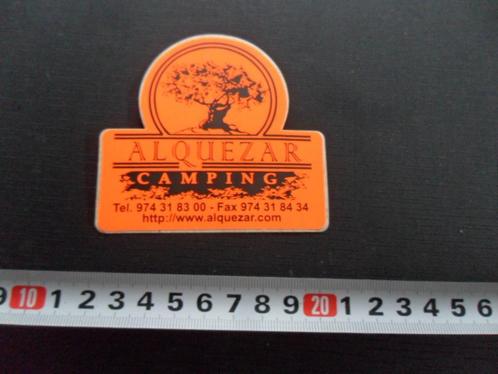 ALQUEZAR
CAMPING
Tel. 974 31 83 00 - Fax 974 31 84 34
http://www.alquezar.com
9 10 1 2 3 4 5 6 7 8 9 20 1 2 3 4 5 6